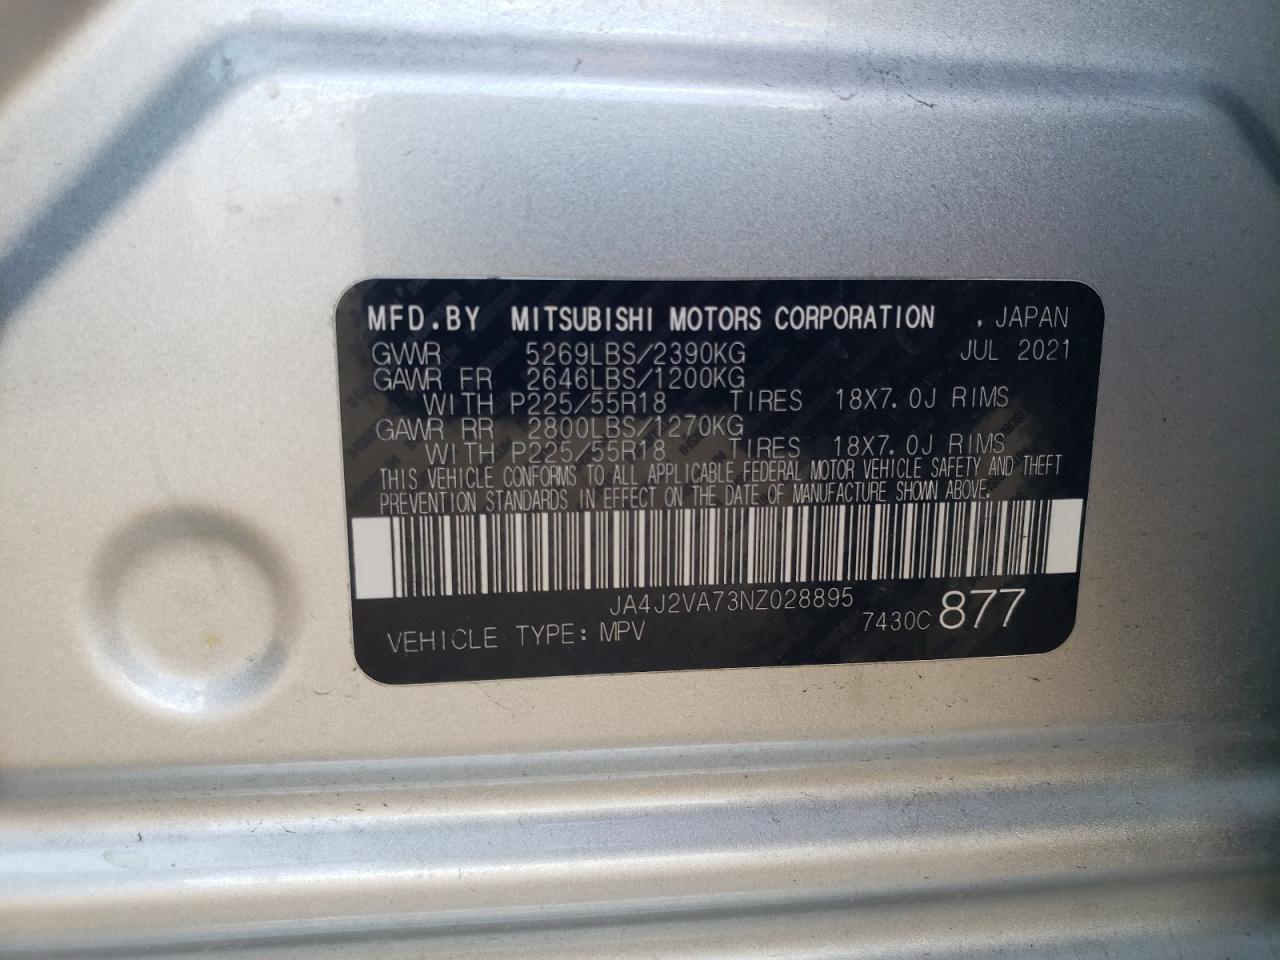 MFD.BY MITSUBISHI MOTORS CORPORATION , JAPAN
GVWR 5269LBS/2390KG JUL 2021
GAWR FR 2646LBS/1200KG
WITH P225/55R18 TIRES 18X7.0J RIMS
GAWR RR 2800LBS/1270KG
WITH P225/55R18 TIRES 18X7.0J RIMS
THIS VEHICLE CONFORMS TO ALL APPLICABLE FEDERAL MOTOR VEHICLE SAFETY AND THEFT
PREVENTION STANDARDS IN EFFECT ON THE DATE OF MANUFACTURE SHOWN ABOVE.
JA4J2VA73NZ028895
VEHICLE TYPE: MPV 7430C 877